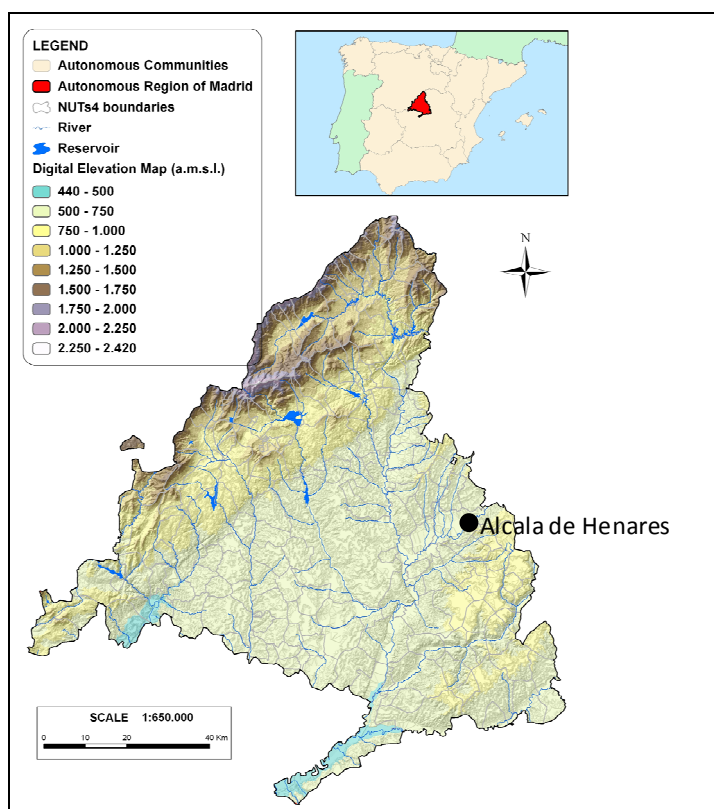 LEGEND
Autonomous Communities
Autonomous Region of Madrid
NUTs4 boundaries
River
Reservoir
Digital Elevation Map (a.m.s.l.)
440 - 500
500 - 750
750 - 1.000
1.000 - 1.250
1.250 - 1.500
1.500 - 1.750
1.750 - 2.000
2.000 - 2.250
2.250 - 2.420
N
Alcala de Henares
SCALE 1:650.000
0 10 20 40 Km